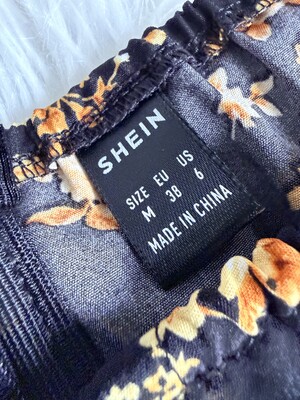 SHEIN
SIZE EU US
M 38 6
MADE IN CHINA